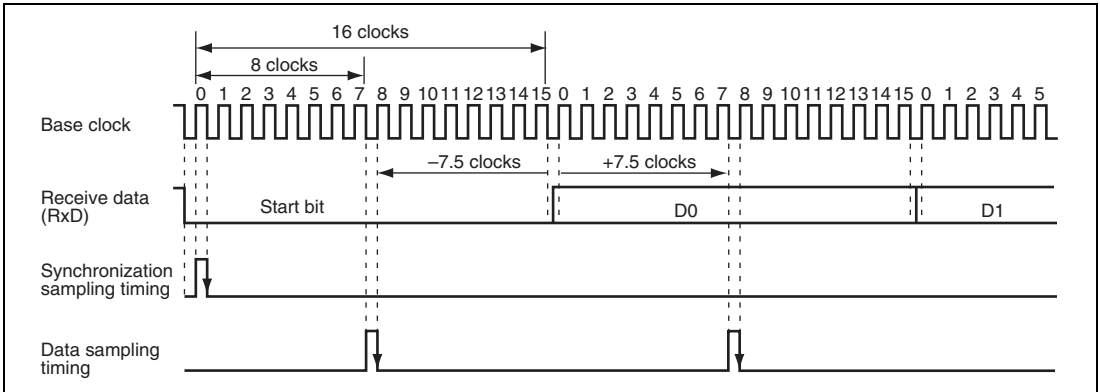 16 clocks
8 clocks
0 1 2 3 4 5 6 7 8 9 10 11 12 13 14 15 0 1 2 3 4 5 6 7 8 9 10 11 12 13 14 15 0 1 2 3 4 5
Base clock
–7.5 clocks +7.5 clocks
Receive data
(RxD)
Start bit D0 D1
Synchronization
sampling timing
Data sampling
timing